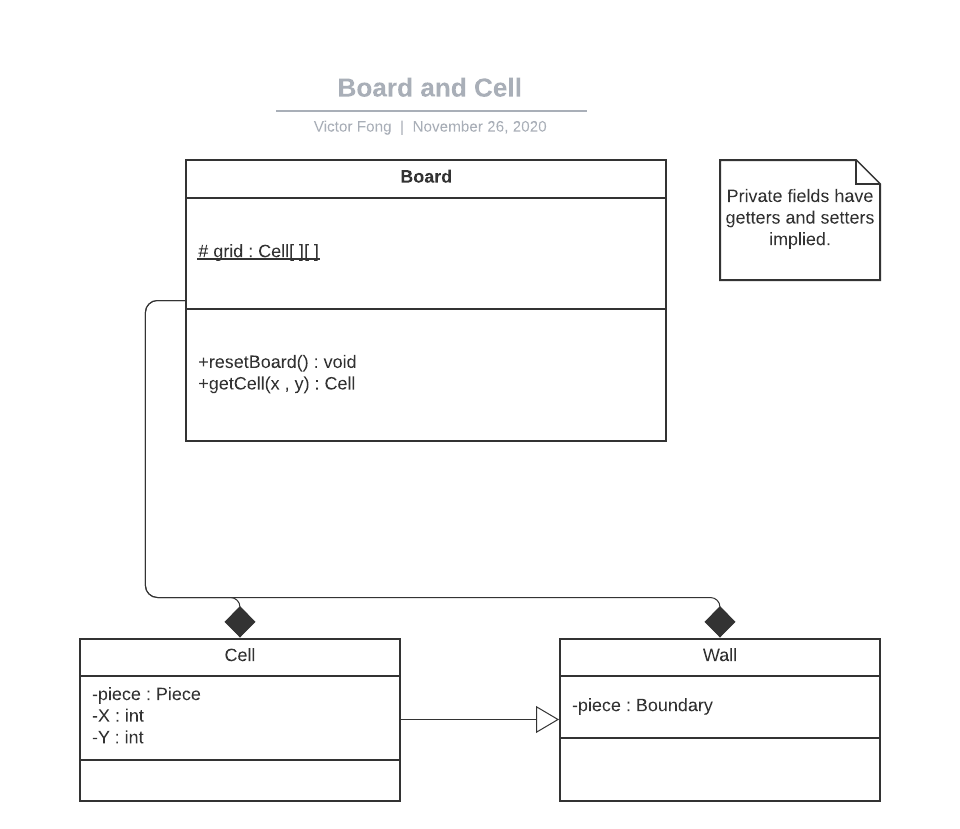 Board and Cell
Victor Fong | November 26, 2020
Board
# grid : Cell[ ][ ]
+resetBoard() : void
+getCell(x , y) : Cell
Private fields have
getters and setters
implied.
Cell
-piece : Piece
-X : int
-Y : int
Wall
-piece : Boundary